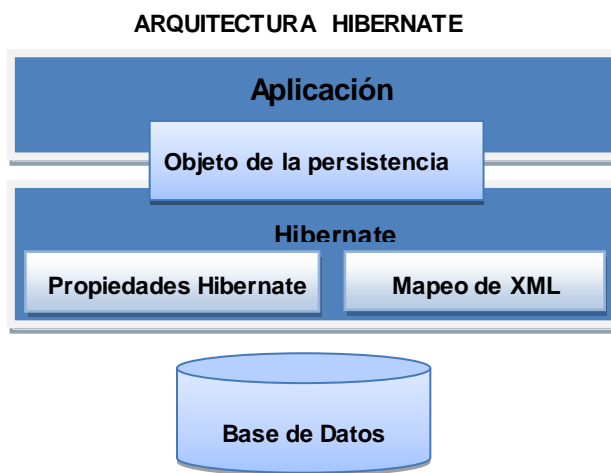 ARQUITECTURA HIBERNATE
Aplicación
Objeto de la persistencia
Hibernate
Propiedades Hibernate
Mapeo de XML
Base de Datos